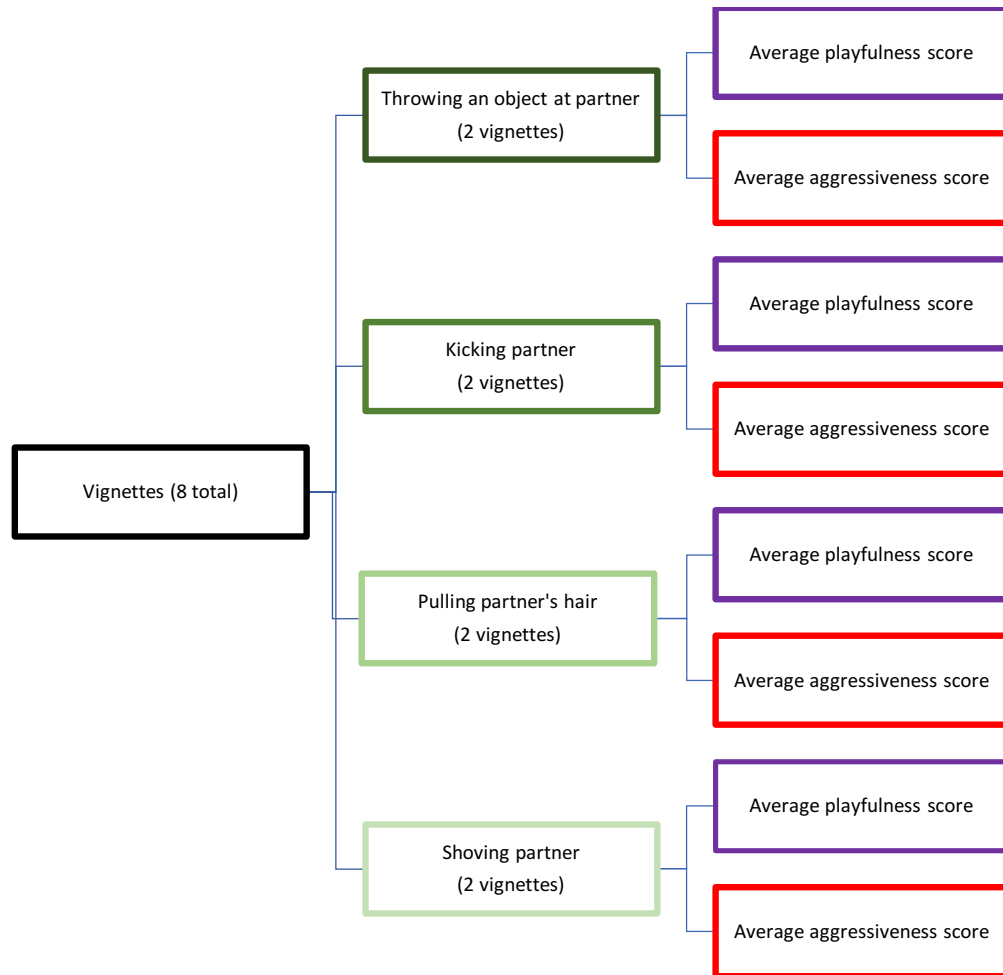 Vignettes (8 total)
Throwing an object at partner
(2 vignettes)
Average playfulness score
Average aggressiveness score
Kicking partner
(2 vignettes)
Average playfulness score
Average aggressiveness score
Pulling partner's hair
(2 vignettes)
Average playfulness score
Average aggressiveness score
Shoving partner
(2 vignettes)
Average playfulness score
Average aggressiveness score